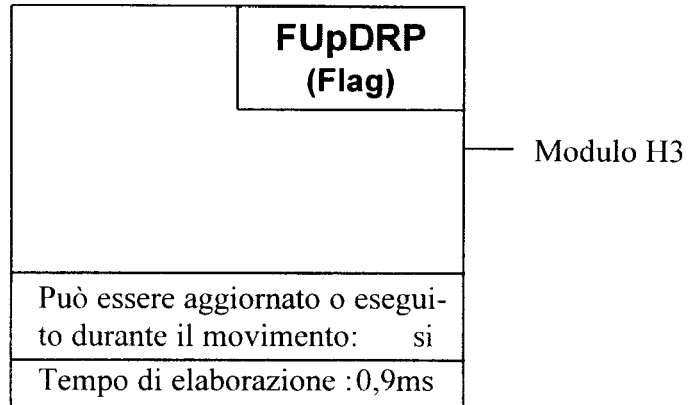 FUpDRP
(Flag)
Modulo H3
Può essere aggiornato o esegui-
to durante il movimento: si
Tempo di elaborazione :0,9ms